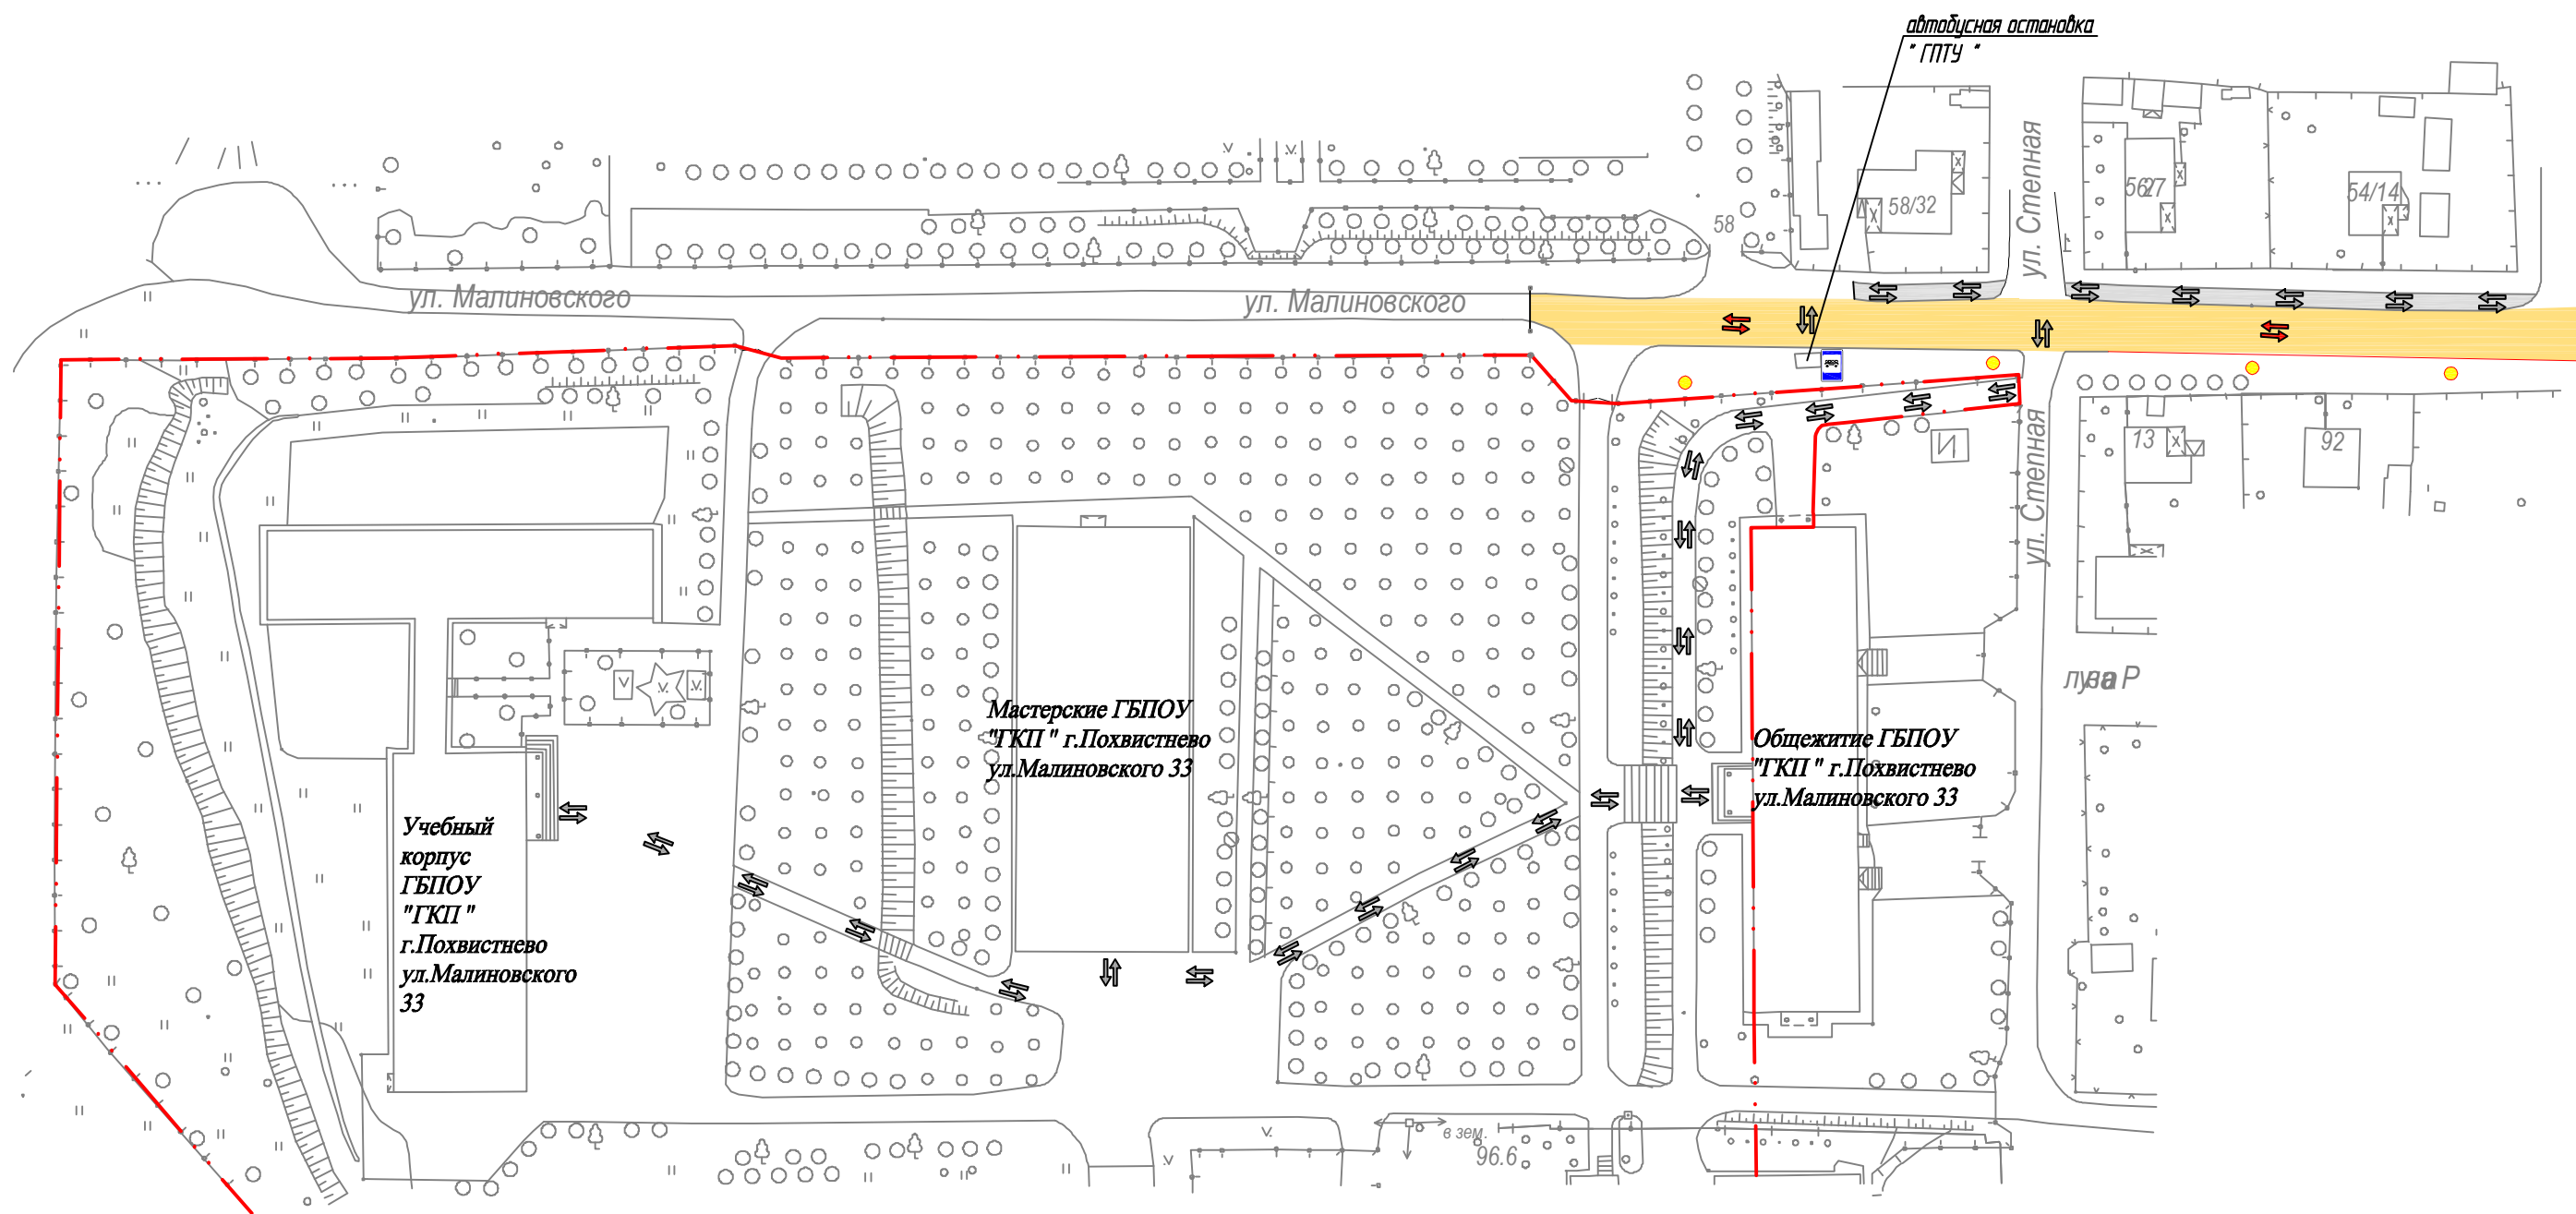 автобусная остановка
" ГПТУ "
ул. Степная
54/14
58/32
58
ул. Малиновского
ул. Малиновского
И
13
92
ул. Степная
Мастерские ГБПОУ
"ГКП " г.Похвистнево
ул.Малиновского 33
Общежитие ГБПОУ
"ГКП " г.Похвистнево
ул.Малиновского 33
Учебный
корпус
ГБПОУ
"ГКП "
г.Похвистнево
ул.Малиновского
33
в зем.
96.6